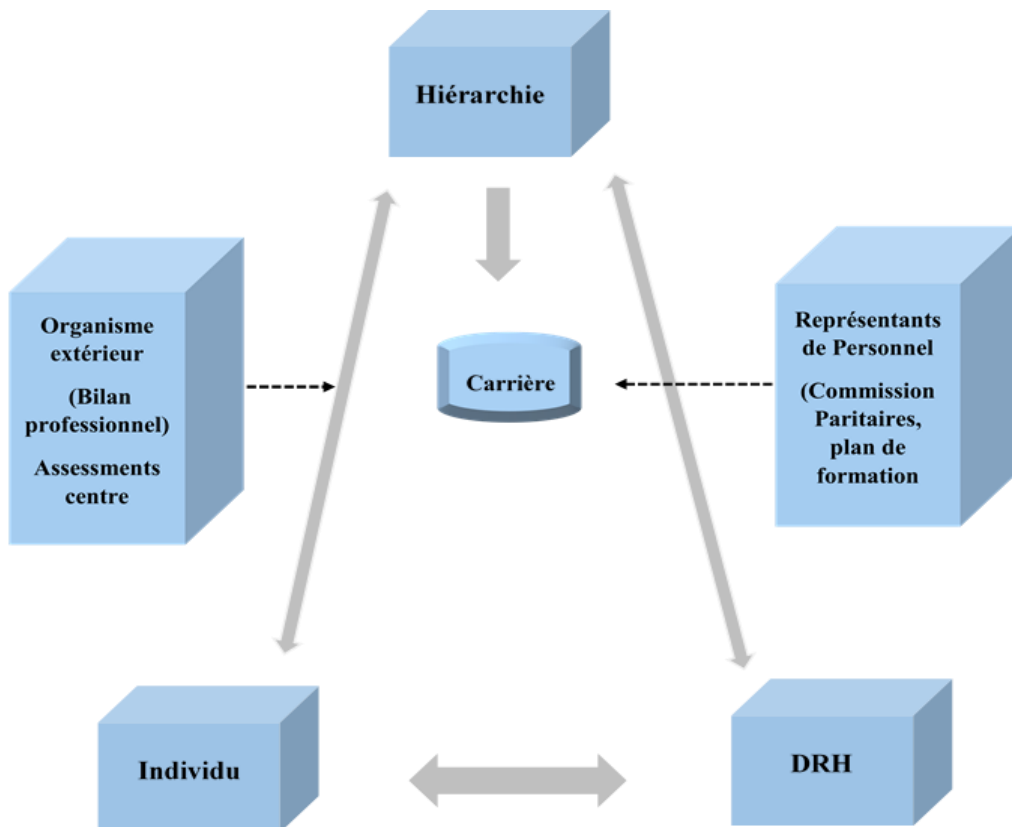 Hiérarchie
Organisme
extérieur
(Bilan
professionnel)
Assessments
centre
Carrière
Représentants
de Personnel
(Commission
Paritaires,
plan de
formation
Individu
DRH